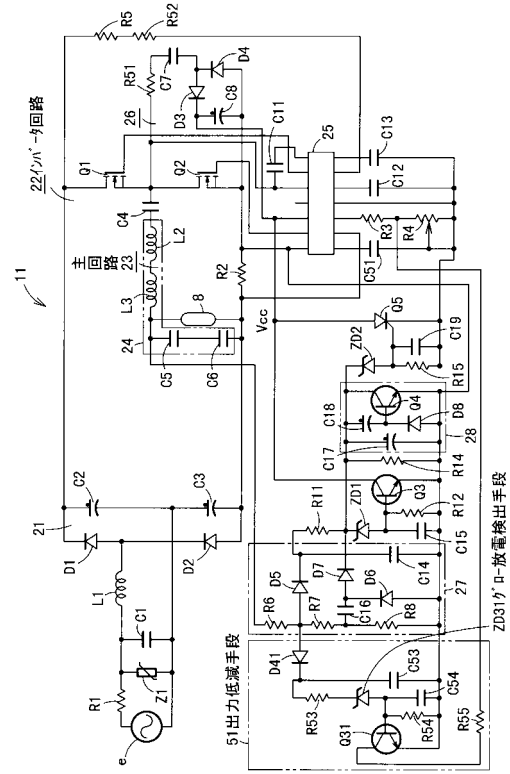 11
22インバータ回路
R5
R52
R51
C7
D4
26
D3
C8
Q1
Q2
C11
25
C13
C12
C4
主回路
23
L2
L3
8
24
C5
C6
R2
R3
R4
C51
Vcc
Q5
ZD2
C19
R15
21
C2
C3
D1
D2
L1
C1
R1
Z1
e
C18
Q4
D8
C17
28
R14
Q3
ZD1
R11
R12
C15
D5
D7
D6
C14
27
C16
R6
R7
R8
ZD31グロー放電検出手段
D41
51出力低減手段
R53
C53
C54
Q31
R54
R55